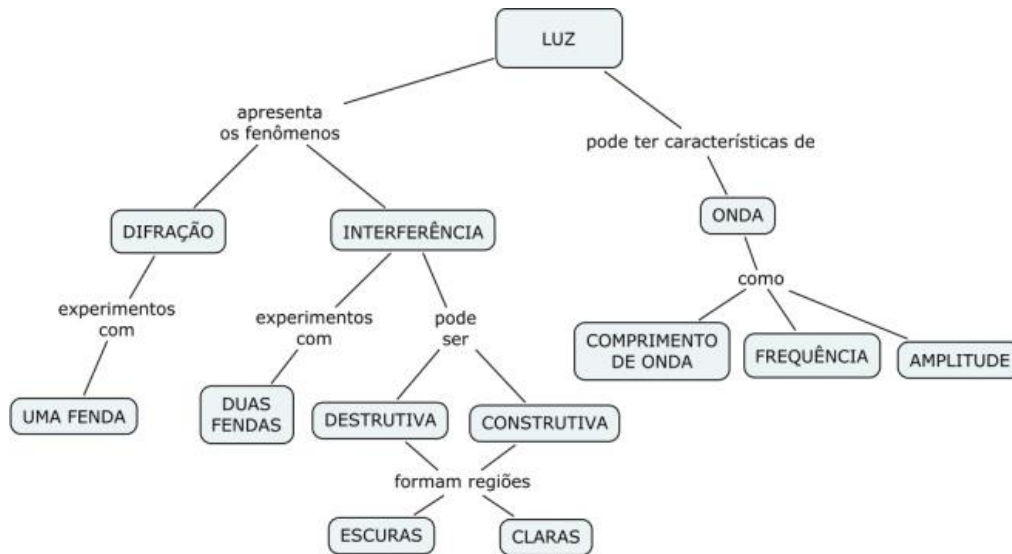 LUZ
apresenta
os fenômenos
pode ter características de
DIFRAÇÃO
INTERFERÊNCIA
ONDA
experimentos
com
experimentos
com
pode
ser
como
UMA FENDA
DUAS
FENDAS
DESTRUTIVA
CONSTRUTIVA
COMPRIMENTO
DE ONDA
FREQUÊNCIA
AMPLITUDE
formam regiões
ESCURAS
CLARAS